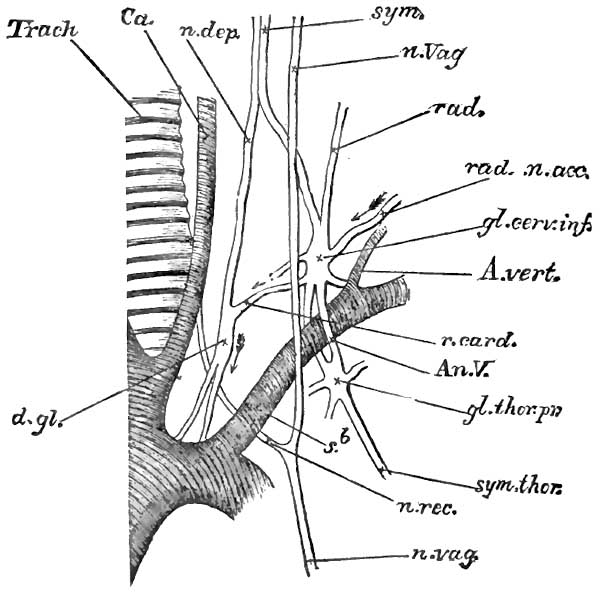 Trach
Ca.
n.dep.
sym.
n.Vag
rad.
rad. n.acc.
gl.cerv.inf.
A.vert.
r.card.
An.V.
gl.thor.pn
d.gl.
s.b
sym.thor.
n.rec.
n.vag.